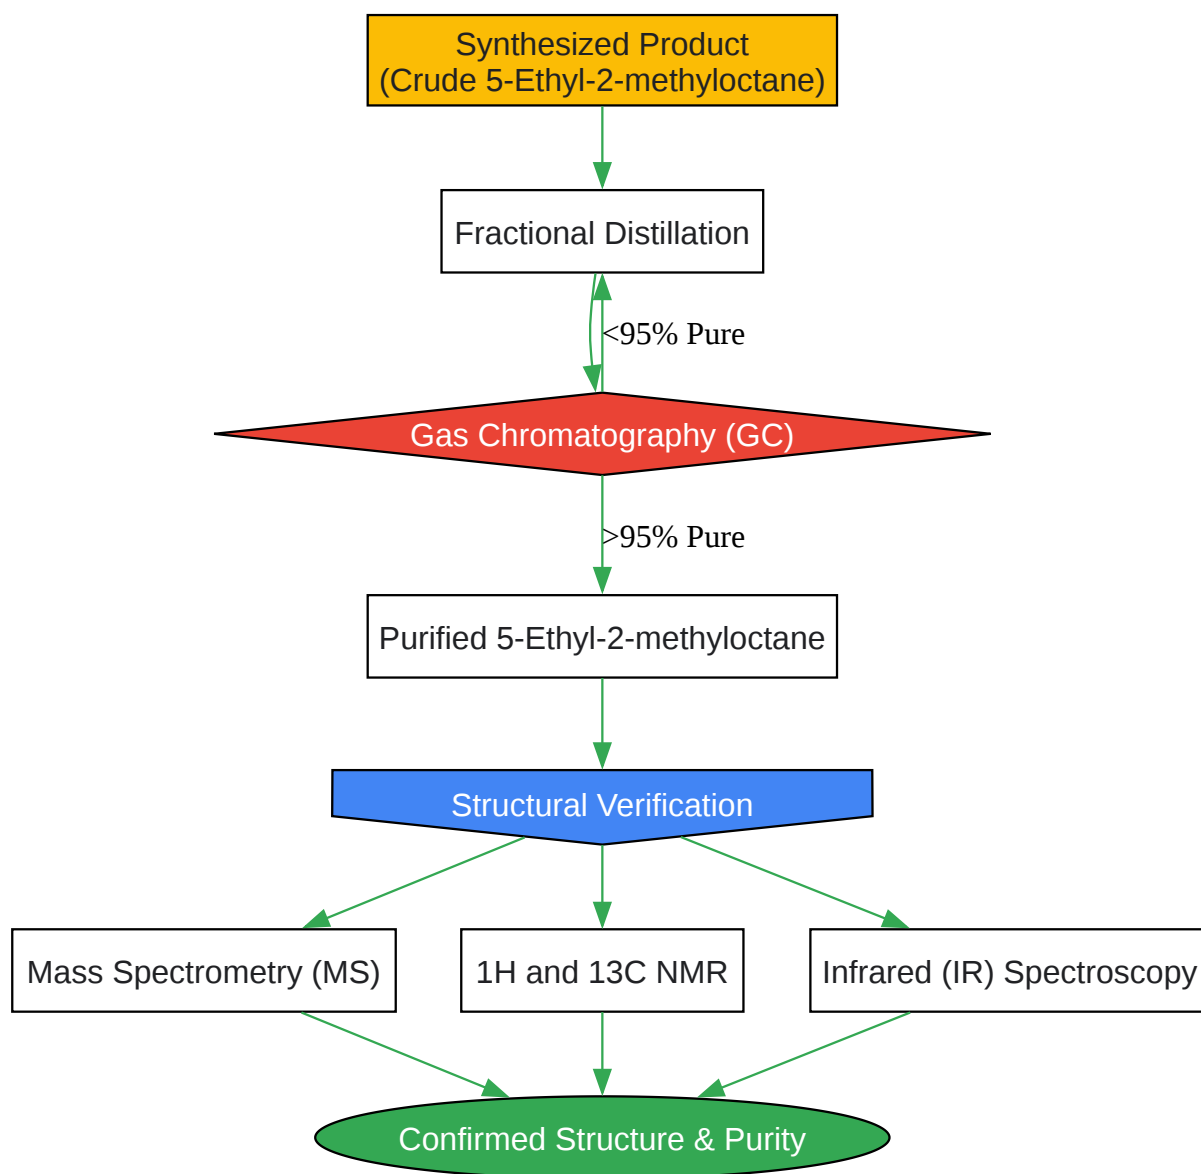 Synthesized Product
(Crude 5-Ethyl-2-methyloctane)
Fractional Distillation
<95% Pure
Gas Chromatography (GC)
>95% Pure
Purified 5-Ethyl-2-methyloctane
Structural Verification
Mass Spectrometry (MS)
1H and 13C NMR
Infrared (IR) Spectroscopy
Confirmed Structure & Purity